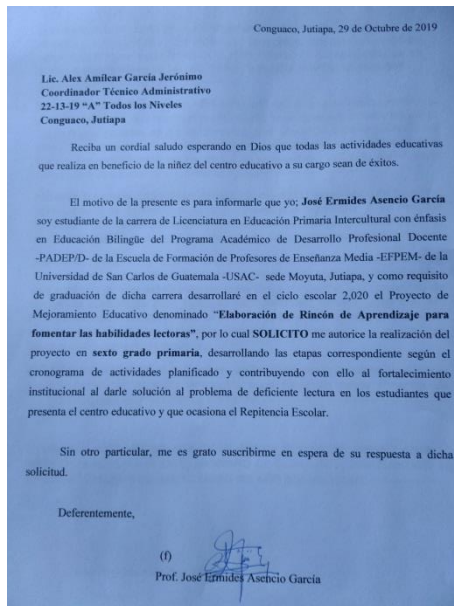 Conguaco, Jutiapa, 29 de Octubre de 2019
Lic. Alex Amílcar García Jerónimo
Coordinador Técnico Administrativo
22-13-19 “A” Todos los Niveles
Conguaco, Jutiapa
Reciba un cordial saludo esperando en Dios que todas las actividades educativas
que realiza en beneficio de la niñez del centro educativo a su cargo sean de éxitos.
El motivo de la presente es para informarle que yo; José Ermides Asencio García
soy estudiante de la carrera de Licenciatura en Educación Primaria Intercultural con énfasis
en Educación Bilingüe del Programa Académico de Desarrollo Profesional Docente
-PADEP/D- de la Escuela de Formación de Profesores de Enseñanza Media -EFPEM- de la
Universidad de San Carlos de Guatemala -USAC- sede Moyuta, Jutiapa, y como requisito
de graduación de dicha carrera desarrollaré en el ciclo escolar 2,020 el Proyecto de
Mejoramiento Educativo denominado “Elaboración de Rincón de Aprendizaje para
fomentar las habilidades lectoras”, por lo cual SOLICITO me autorice la realización del
proyecto en sexto grado primaria, desarrollando las etapas correspondiente según el
cronograma de actividades planificado y contribuyendo con ello al fortalecimiento
institucional al darle solución al problema de deficiente lectura en los estudiantes que
presenta el centro educativo y que ocasiona el Repitencia Escolar.
Sin otro particular, me es grato suscribirme en espera de su respuesta a dicha
solicitud.
Deferentemente,
(f)
Prof. José Ermides Asencio García